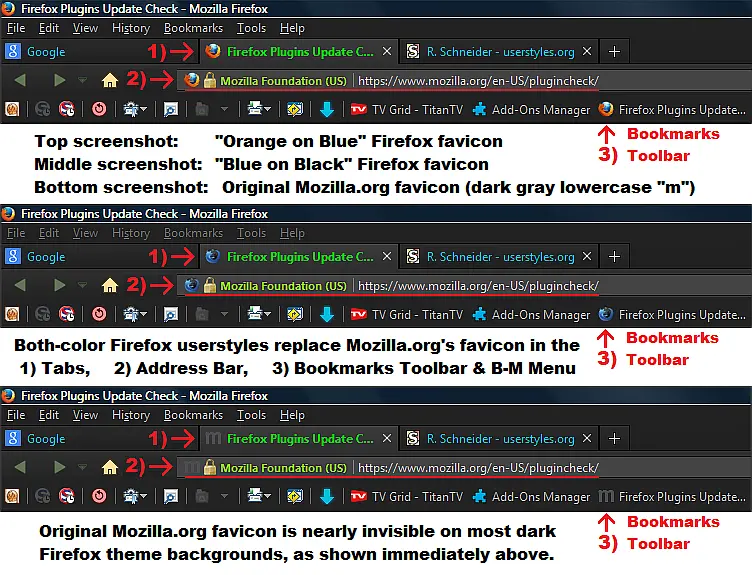 Firefox Plugins Update Check - Mozilla Firefox
File Edit View History Bookmarks Tools Help
Google 1) Firefox Plugins Update C... R. Schneider - userstyles.org
2) Mozilla Foundation (US) https://www.mozilla.org/en-US/plugincheck/
TV Grid - TitanTV Add-Ons Manager Firefox Plugins Update...
Top screenshot: "Orange on Blue" Firefox favicon Bookmarks
Middle screenshot: "Blue on Black" Firefox favicon 3) Toolbar
Bottom screenshot: Original Mozilla.org favicon (dark gray lowercase "m")
Firefox Plugins Update Check - Mozilla Firefox
File Edit View History Bookmarks Tools Help
Google 1) Firefox Plugins Update C... R. Schneider - userstyles.org
2) Mozilla Foundation (US) https://www.mozilla.org/en-US/plugincheck/
TV Grid - TitanTV Add-Ons Manager Firefox Plugins Update...
Both-color Firefox userstyles replace Mozilla.org's favicon in the Bookmarks
1) Tabs, 2) Address Bar, 3) Bookmarks Toolbar & B-M Menu 3) Toolbar
Firefox Plugins Update Check - Mozilla Firefox
File Edit View History Bookmarks Tools Help
Google 1) m Firefox Plugins Update C... R. Schneider - userstyles.org
2) m Mozilla Foundation (US) https://www.mozilla.org/en-US/plugincheck/
TV Grid - TitanTV Add-Ons Manager m Firefox Plugins Update...
Original Mozilla.org favicon is nearly invisible on most dark Bookmarks
Firefox theme backgrounds, as shown immediately above. 3) Toolbar